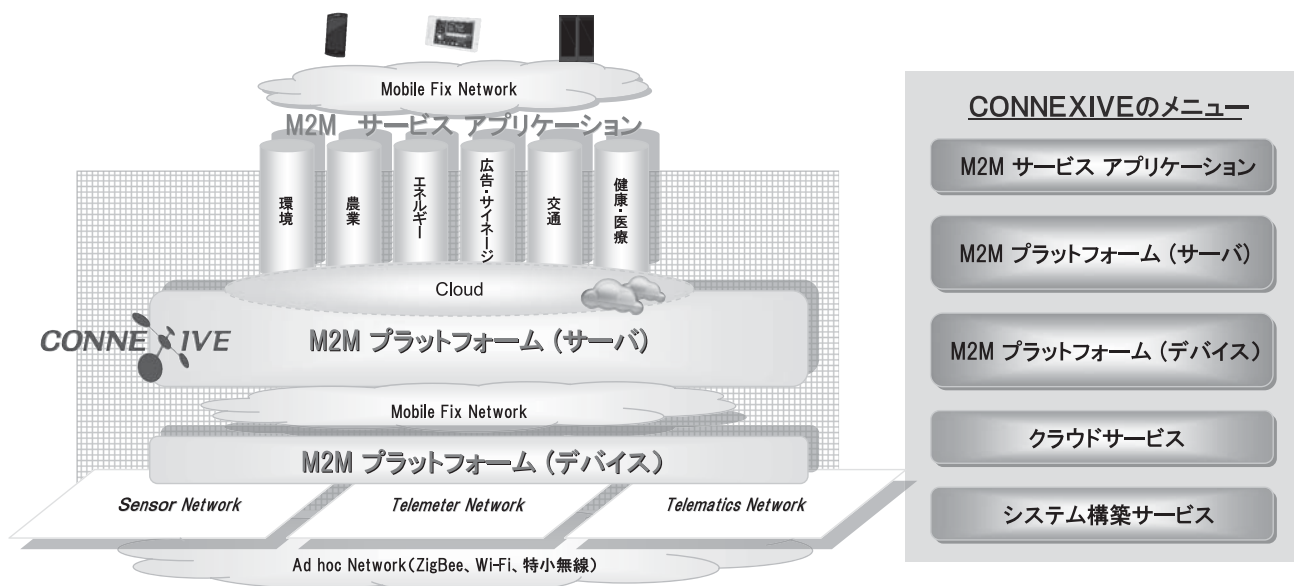 Mobile Fix Network
M2M サービス アプリケーション
環境
農業
エネルギー
広告・サイネージ
交通
健康・医療
Cloud
CONNEXIVE
M2M プラットフォーム（サーバ）
Mobile Fix Network
M2M プラットフォーム（デバイス）
Sensor Network
Telemeter Network
Telematics Network
Ad hoc Network（ZigBee、Wi-Fi、特小無線）
CONNEXIVEのメニュー
M2M サービス アプリケーション
M2M プラットフォーム（サーバ）
M2M プラットフォーム（デバイス）
クラウドサービス
システム構築サービス